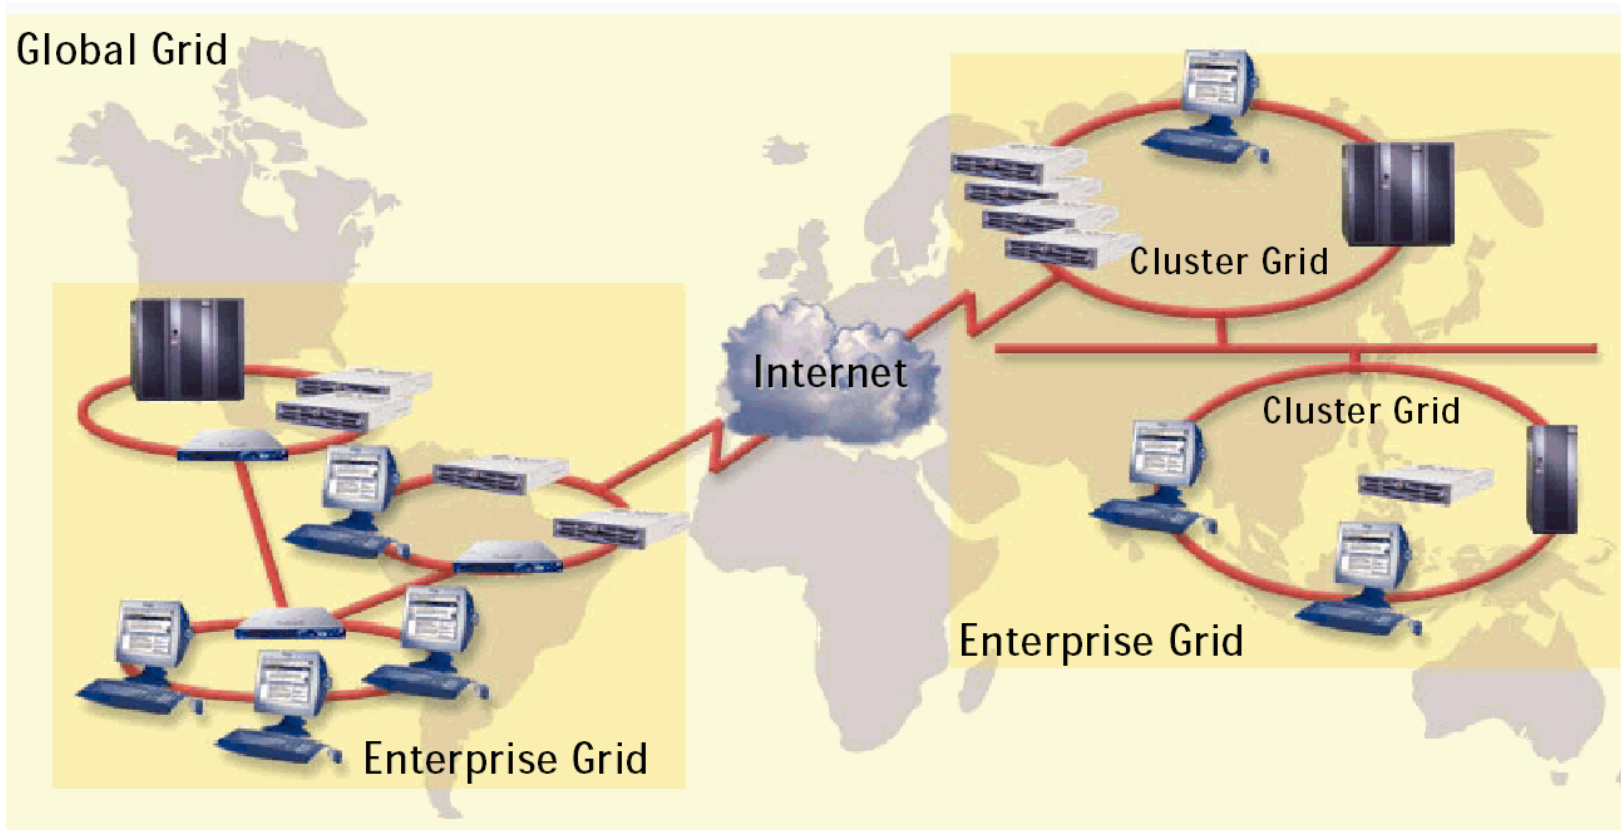 Global Grid
Cluster Grid
Internet
Cluster Grid
Enterprise Grid
Enterprise Grid